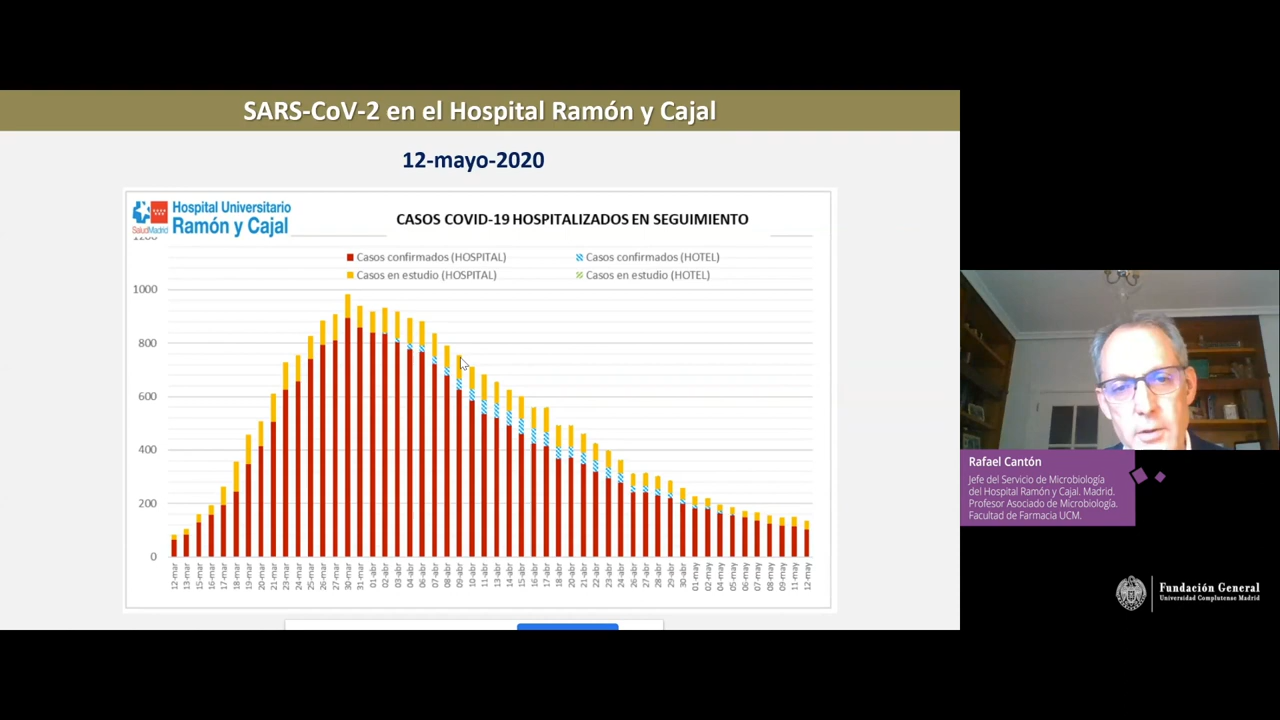 SARS-CoV-2 en el Hospital Ramón y Cajal
12-mayo-2020
Hospital Universitario
Ramón y Cajal
SaludMadrid
CASOS COVID-19 HOSPITALIZADOS EN SEGUIMIENTO
Casos confirmados (HOSPITAL)
Casos confirmados (HOTEL)
Casos en estudio (HOSPITAL)
Casos en estudio (HOTEL)
1200
1000
800
600
400
200
0
12-mar 13-mar 15-mar 16-mar 17-mar 18-mar 19-mar 20-mar 21-mar 23-mar 24-mar 25-mar 26-mar 27-mar 30-mar 31-mar 01-abr 02-abr 03-abr 04-abr 06-abr 07-abr 08-abr 09-abr 10-abr 11-abr 13-abr 14-abr 15-abr 16-abr 17-abr 18-abr 20-abr 21-abr 22-abr 23-abr 24-abr 26-abr 27-abr 28-abr 29-abr 30-abr 01-may 02-may 04-may 05-may 06-may 07-may 08-may 09-may 11-may 12-may
Rafael Cantón
Jefe del Servicio de Microbiología
del Hospital Ramón y Cajal. Madrid.
Profesor Asociado de Microbiología.
Facultad de Farmacia UCM.
Fundación General
Universidad Complutense Madrid